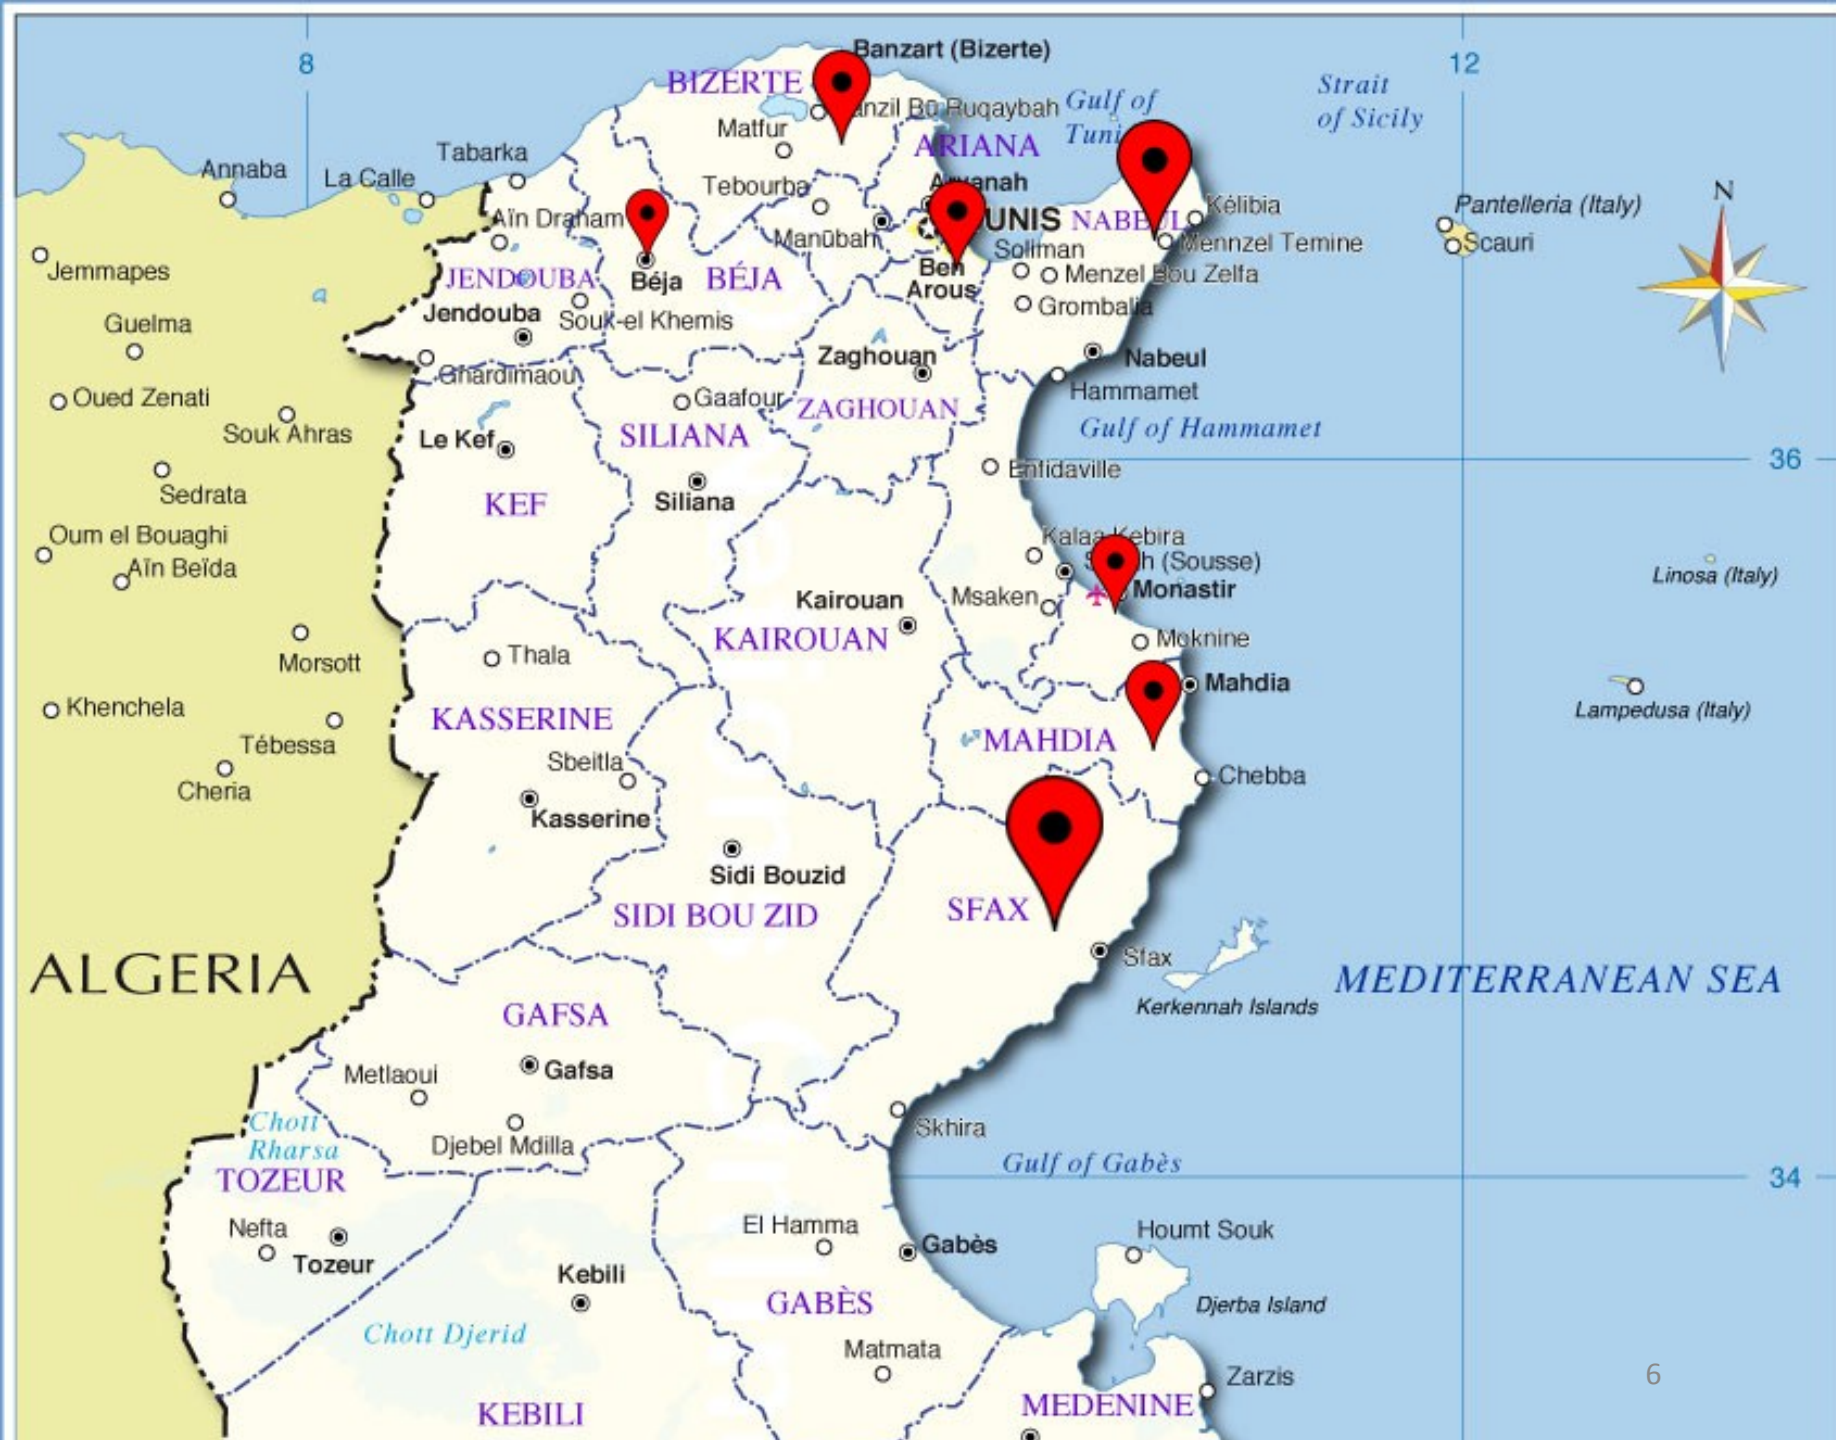 8
12
Banzart (Bizerte)
BIZERTE
Strait
of Sicily
Gulf of
anzil Bū Ruqaybah
Matfur
ARIANA
Tabarka
Annaba
La Calle
Tebourba
N
UNIS
NABEUL
Kélibia
Pantelleria (Italy)
Scauri
Aïn Draham
Manūbah
Soliman
Mennzel Temine
Jemmapes
JENDOUBA
Béja
BÉJA
Ben
Arous
Menzel Bou Zelfa
Grombalia
Jendouba
Souk-el Khemis
Guelma
Zaghouan
Nabeul
Ghardimaou
Hammamet
Oued Zenati
Gaafour
ZAGHOUAN
Souk Ahras
Le Kef
SILIANA
Gulf of Hammamet
36
Enfidaville
Sedrata
KEF
Siliana
Oum el Bouaghi
Aïn Beïda
Kalaa Kebira
h (Sousse)
Linosa (Italy)
Kairouan
Msaken
Monastir
KAIROUAN
Moknine
Morsott
Thala
Mahdia
Khenchela
KASSERINE
Lampedusa (Italy)
Tébessa
MAHDIA
Sbeitla
Chebba
Cheria
Kasserine
Sidi Bouzid
SIDI BOU ZID
SFAX
Sfax
ALGERIA
MEDITERRANEAN SEA
Kerkennah Islands
GAFSA
Metlaoui
Gafsa
Chott
Rharsa
Djebel Mdilla
Skhira
Gulf of Gabès
34
TOZEUR
Nefta
Tozeur
El Hamma
Gabès
Houmt Souk
Kebili
GABÈS
Djerba Island
Chott Djerid
Matmata
Zarzis
6
KEBILI
MEDENINE